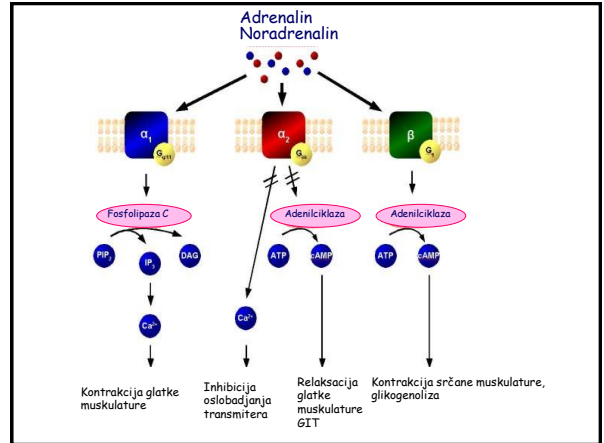 Adrenalin
Noradrenalin
α1
α2
β
Gq11
Gs
Fosfolipaza C
Adenilciklaza
Adenilciklaza
PIP2
IP3
DAG
ATP
cAMP
ATP
cAMP
Ca2+
Ca2+
Kontrakcija glatke
muskulature
Inhibicija
oslobadjanja
transmitera
Relaksacija
glatke
muskulature
GIT
Kontrakcija srčane muskulature,
glikogenoliza